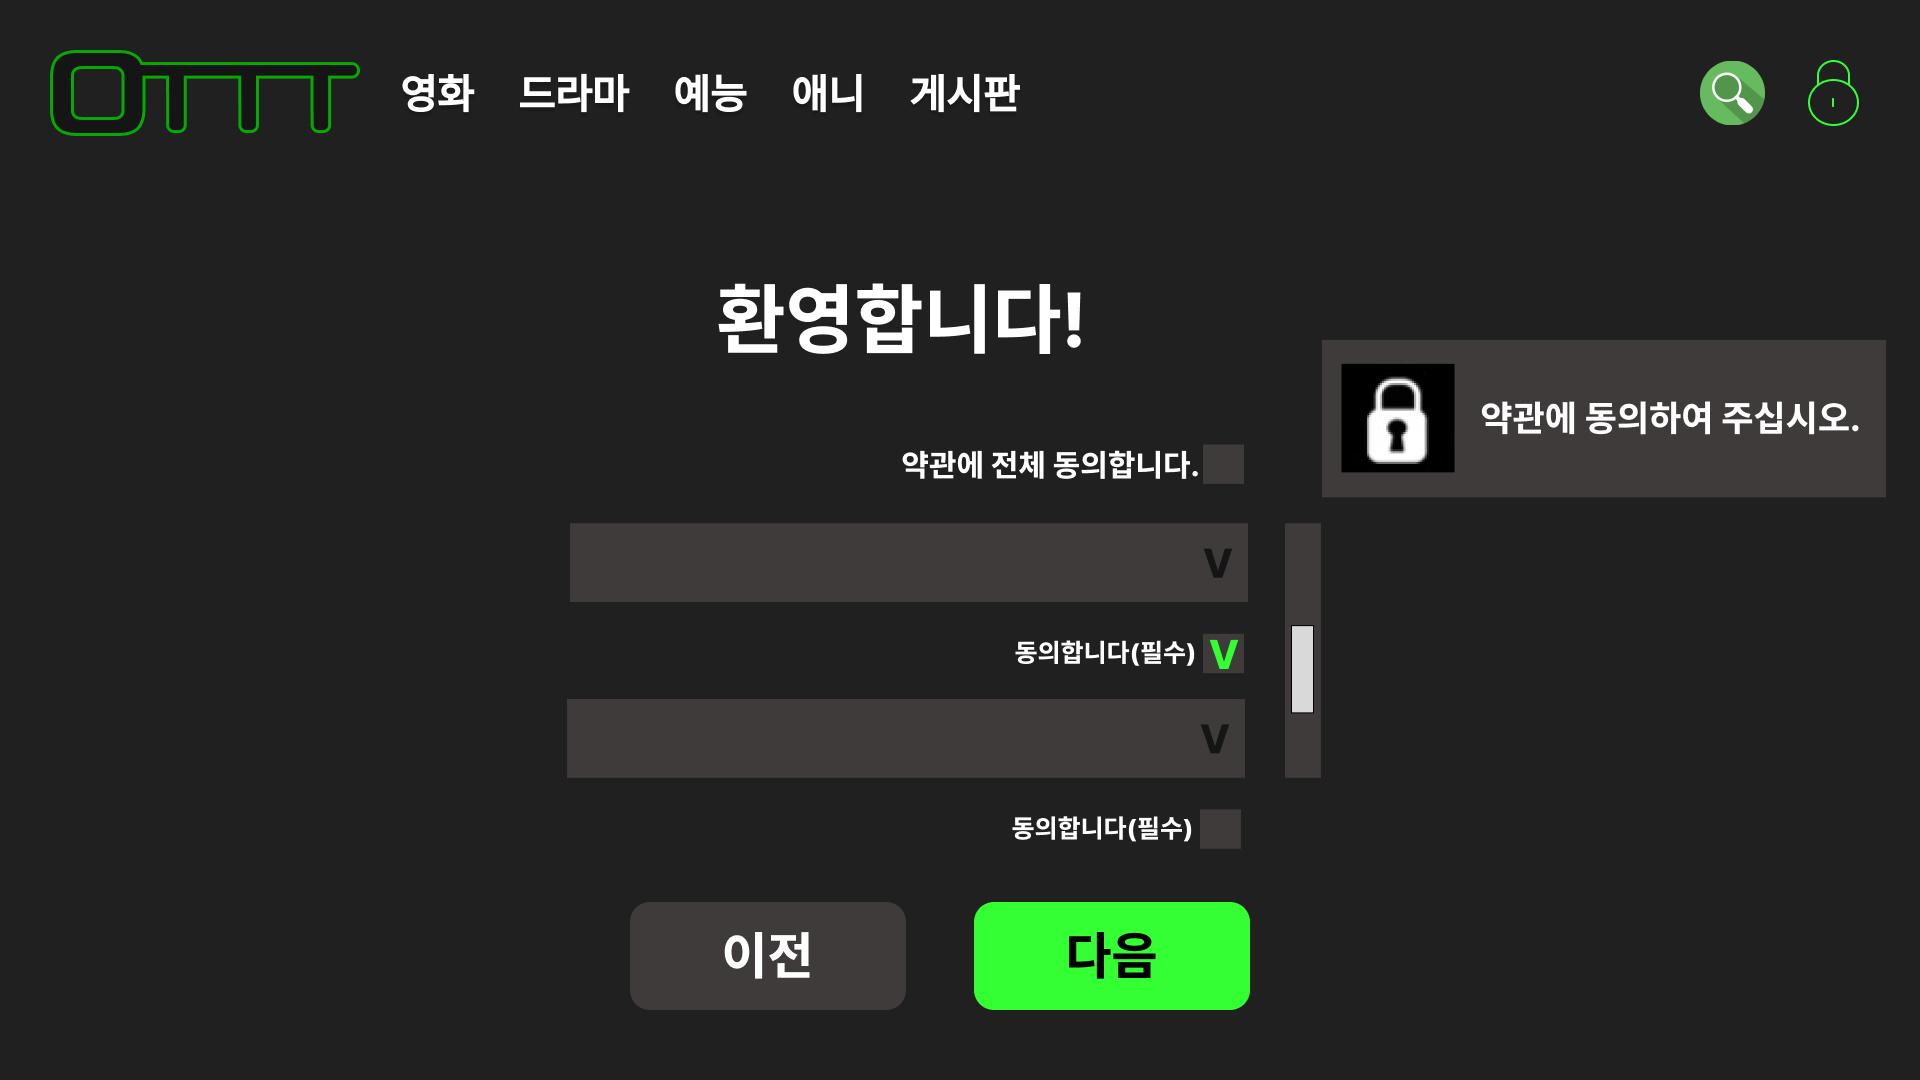 OTTT
영화 드라마 예능 애니 게시판
환영합니다!
약관에 동의하여 주십시오.
약관에 전체 동의합니다.
V
동의합니다(필수) V
V
동의합니다(필수)
이전 다음